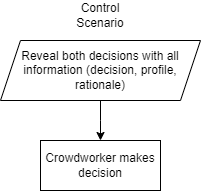 Control
Scenario
Reveal both decisions with all
information (decision, profile,
rationale)
Crowdworker makes
decision